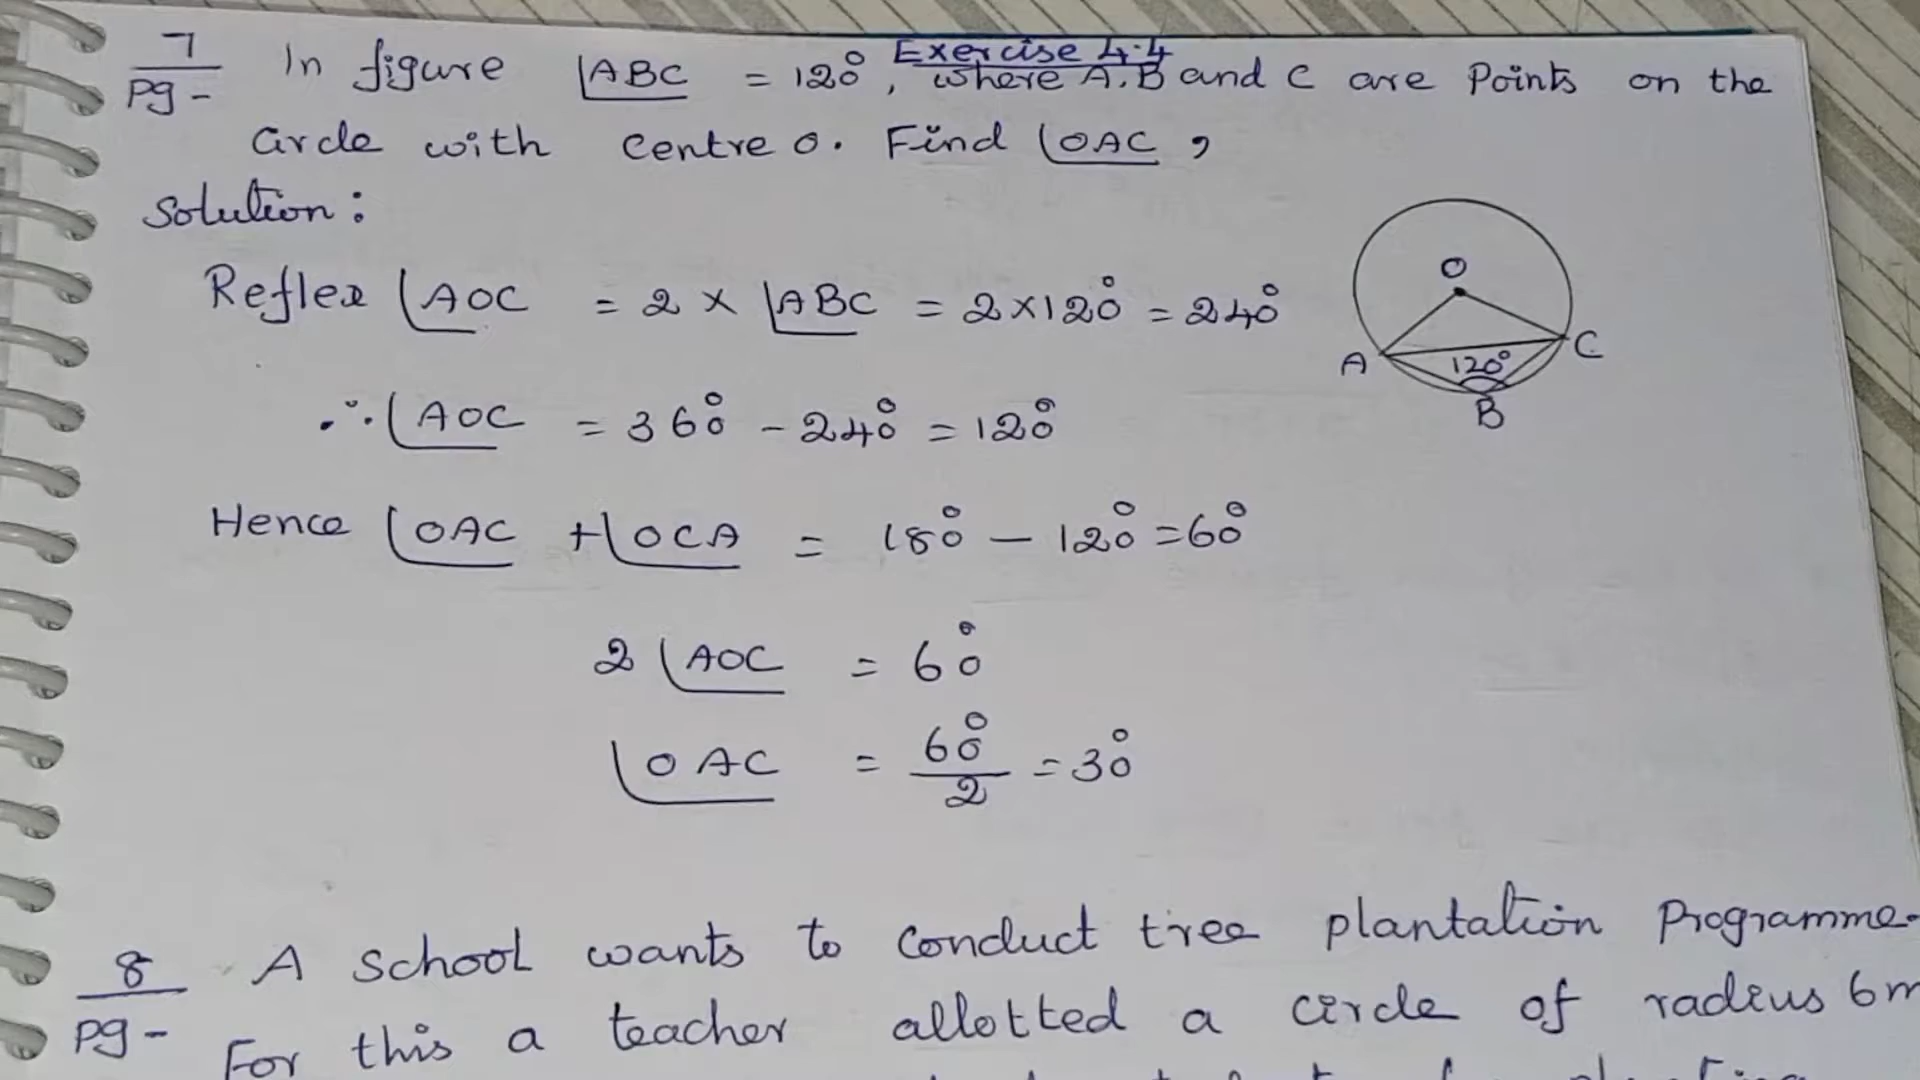 Exercise 4.4
7 In figure ∠ABC = 120°, where A, B and C are Points on the
Pg -
circle with centre O. Find ∠OAC ,
Solution :
Reflex ∠AOC = 2 × ∠ABC = 2×120° = 240°
∴ ∠AOC = 360° - 240° = 120°
Hence ∠OAC + ∠OCA = 180° - 120° = 60°
2 ∠AOC = 60°
∠OAC = 60°/2 = 30°
O
A
C
120°
B
8 A school wants to conduct tree plantation Programme.
Pg -
For this a teacher allotted a circle of radius 6m